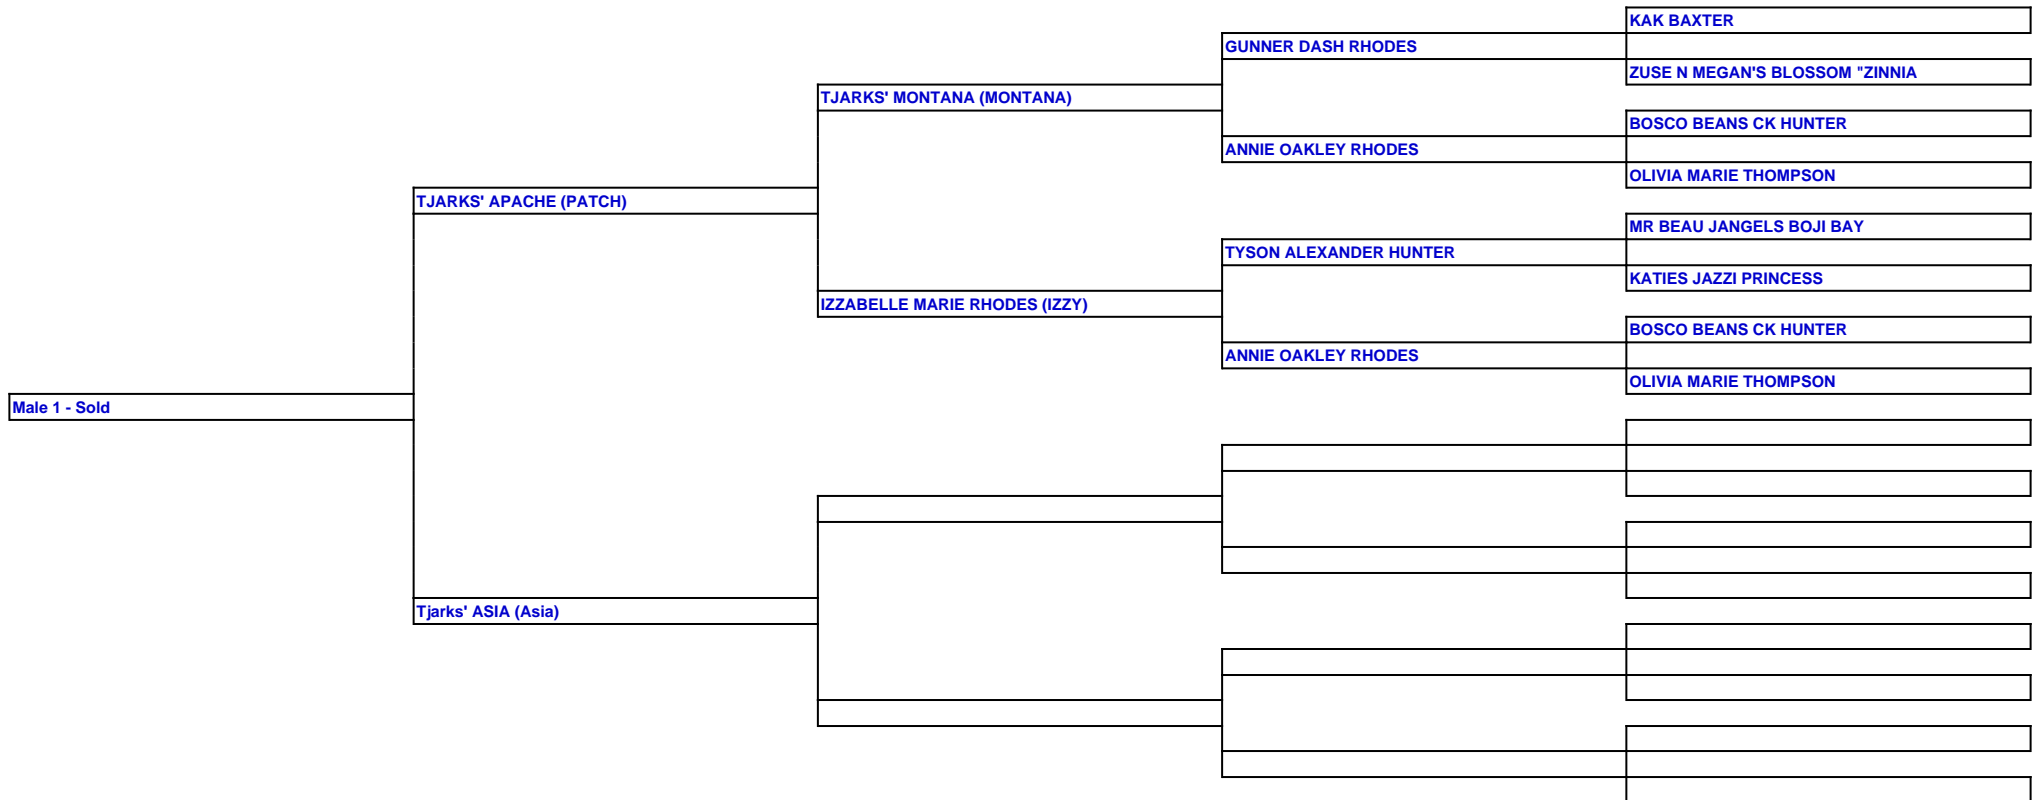 KAK BAXTER
GUNNER DASH RHODES
ZUSE N MEGAN'S BLOSSOM "ZINNIA
TJARKS' MONTANA (MONTANA)
BOSCO BEANS CK HUNTER
ANNIE OAKLEY RHODES
OLIVIA MARIE THOMPSON
TJARKS' APACHE (PATCH)
MR BEAU JANGELS BOJI BAY
TYSON ALEXANDER HUNTER
KATIES JAZZI PRINCESS
IZZABELLE MARIE RHODES (IZZY)
BOSCO BEANS CK HUNTER
ANNIE OAKLEY RHODES
OLIVIA MARIE THOMPSON
Male 1 - Sold
Tjarks' ASIA (Asia)